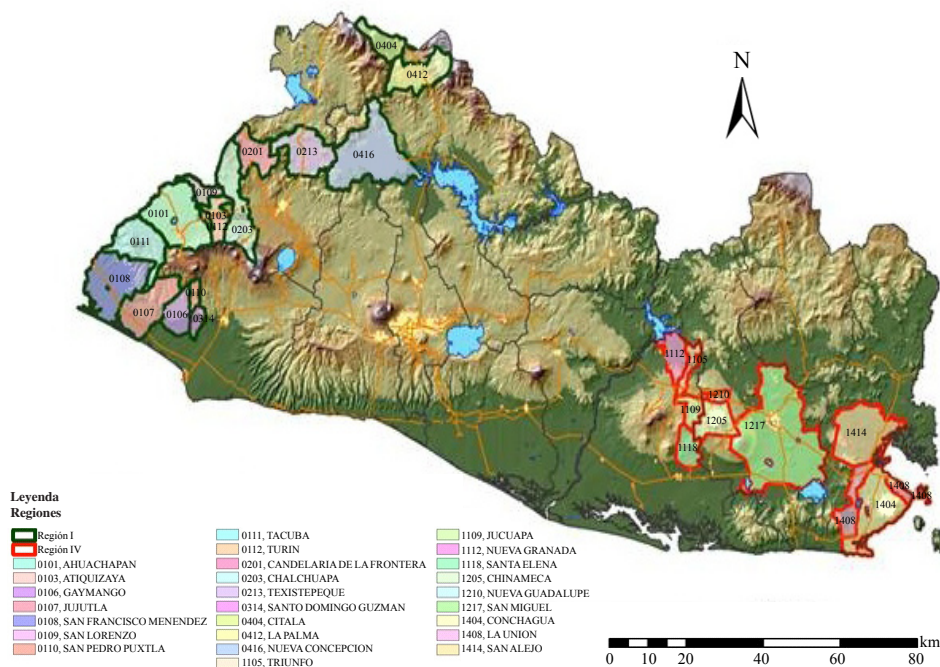 0404
0412
N
0201
0213
0416
0109
0101
0103
0112
0203
0111
0108
0110
0107
0106
0314
1112
1105
1210
1109
1205
1217
1118
1414
1408
1408
1404
1408
Leyenda
Regiones
Región I
Región IV
0101, AHUACHAPAN
0103, ATIQUIZAYA
0106, GAYMANGO
0107, JUJUTLA
0108, SAN FRANCISCO MENENDEZ
0109, SAN LORENZO
0110, SAN PEDRO PUXTLA
0111, TACUBA
0112, TURIN
0201, CANDELARIA DE LA FRONTERA
0203, CHALCHUAPA
0213, TEXISTEPEQUE
0314, SANTO DOMINGO GUZMAN
0404, CITALA
0412, LA PALMA
0416, NUEVA CONCEPCION
1105, TRIUNFO
1109, JUCUAPA
1112, NUEVA GRANADA
1118, SANTA ELENA
1205, CHINAMECA
1210, NUEVA GUADALUPE
1217, SAN MIGUEL
1404, CONCHAGUA
1408, LA UNION
1414, SAN ALEJO
km
0 10 20 40 60 80